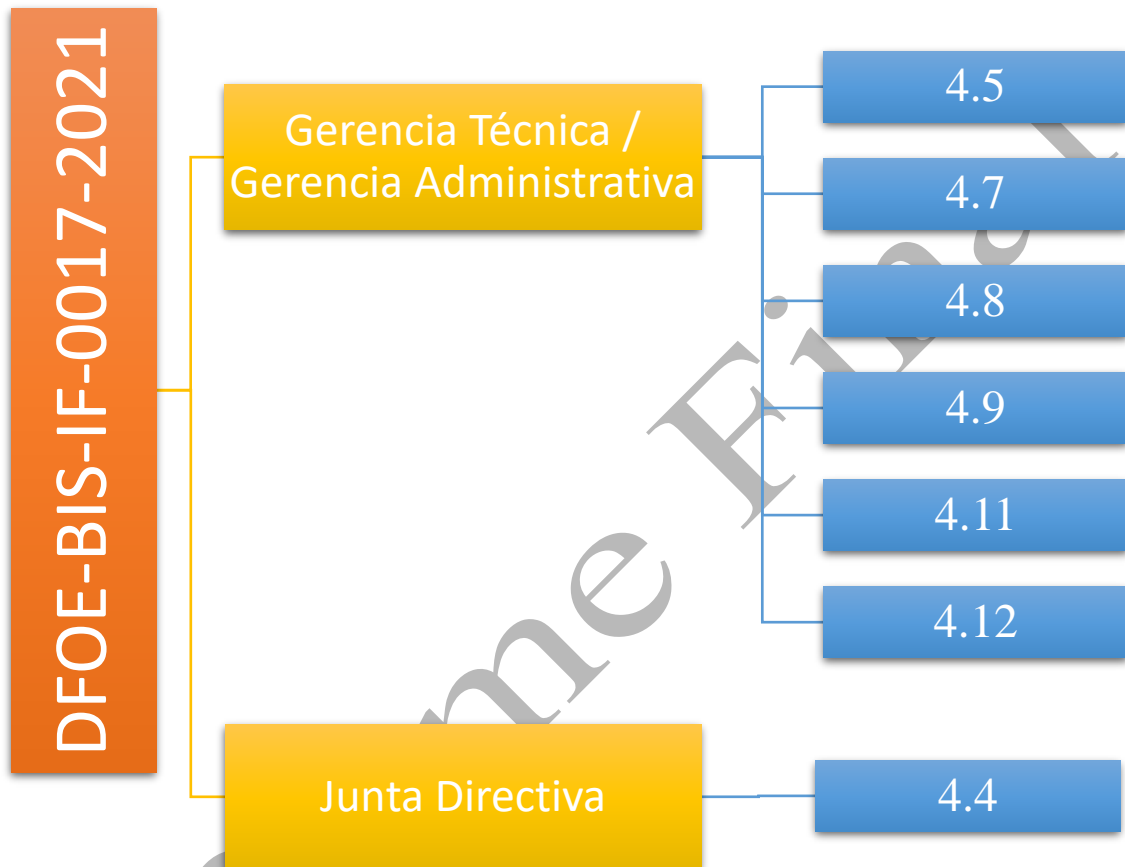 DFOE-BIS-IF-0017-2021
Gerencia Técnica /
Gerencia Administrativa
4.5
4.7
4.8
4.9
4.11
4.12
Junta Directiva
4.4